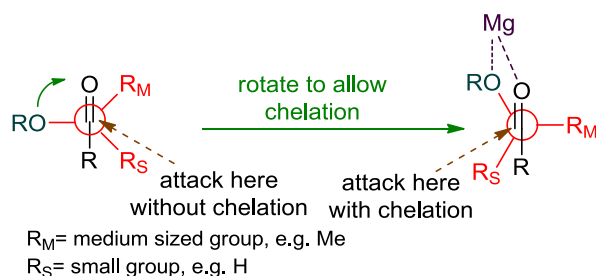 Mg
O
R_M
RO
R
R_S
rotate to allow
chelation
RO
O
R_M
R_S
R
attack here
without chelation
attack here
with chelation
R_M= medium sized group, e.g. Me
R_S= small group, e.g. H